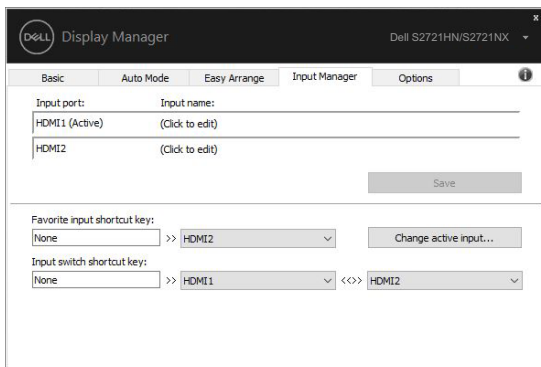 x
DELL Display Manager
Dell S2721HN/S2721NX
Basic Auto Mode Easy Arrange Input Manager Options
Input port: Input name:
HDMI1 (Active) (Click to edit)
HDMI2 (Click to edit)
Save
Favorite input shortcut key:
None >> HDMI2 Change active input...
Input switch shortcut key:
None >> HDMI1 <<>> HDMI2